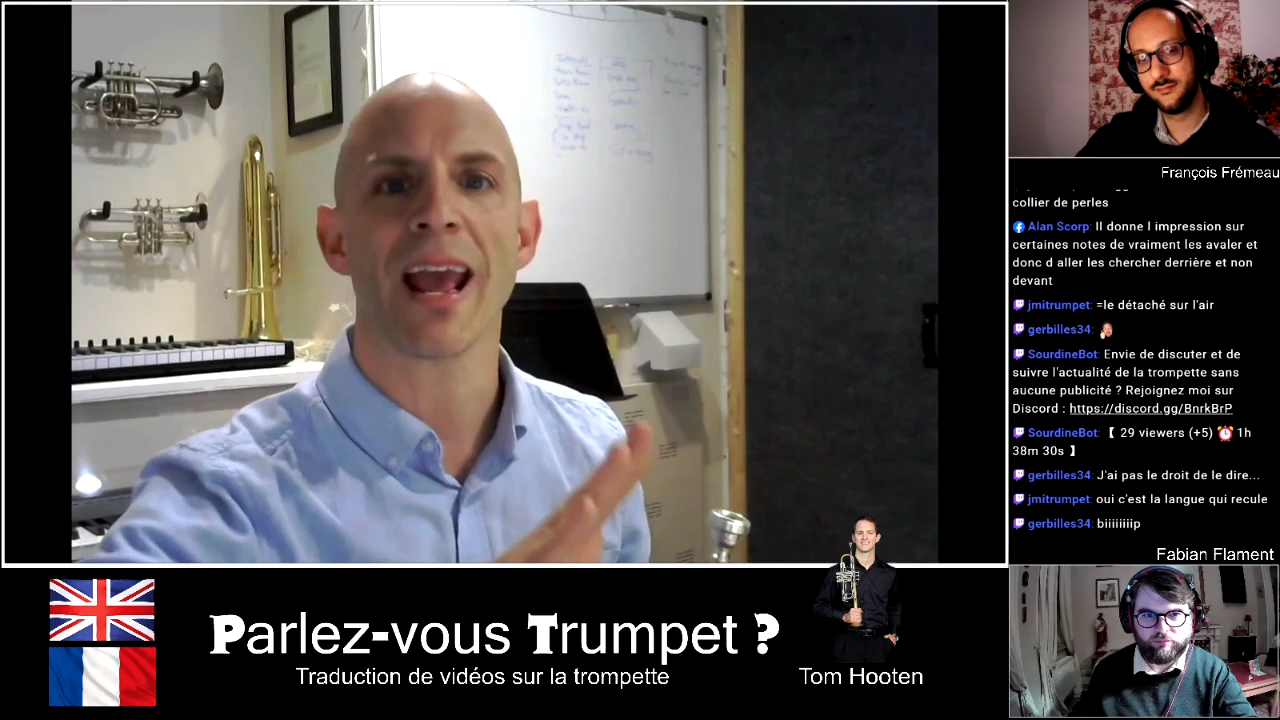 François Frémeau
collier de perles
Alan Scorp: Il donne l impression sur
certaines notes de vraiment les avaler et
donc d aller les chercher derrière et non
devant
jmitrumpet: =le détaché sur l'air
gerbilles34:
SourdineBot: Envie de discuter et de
suivre l'actualité de la trompette sans
aucune publicité ? Rejoignez moi sur
Discord : https://discord.gg/BnrkBrP
SourdineBot: 【 29 viewers (+5) ⏰ 1h
38m 30s 】
gerbilles34: J'ai pas le droit de le dire...
jmitrumpet: oui c'est la langue qui recule
gerbilles34: biiiiiiiip
Fabian Flament
Parlez-vous Trumpet ?
Traduction de vidéos sur la trompette
Tom Hooten